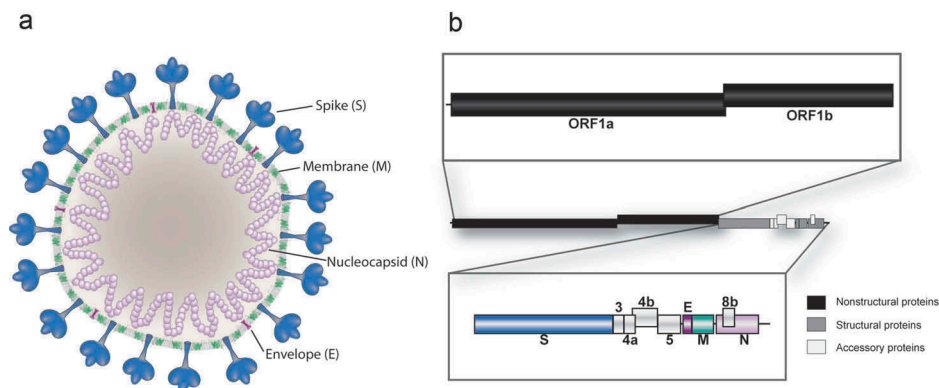 a
Spike (S)
Membrane (M)
Nucleocapsid (N)
Envelope (E)
b
ORF1a
ORF1b
3
4b
E
8b
S
4a
5
M
N
Nonstructural proteins
Structural proteins
Accessory proteins